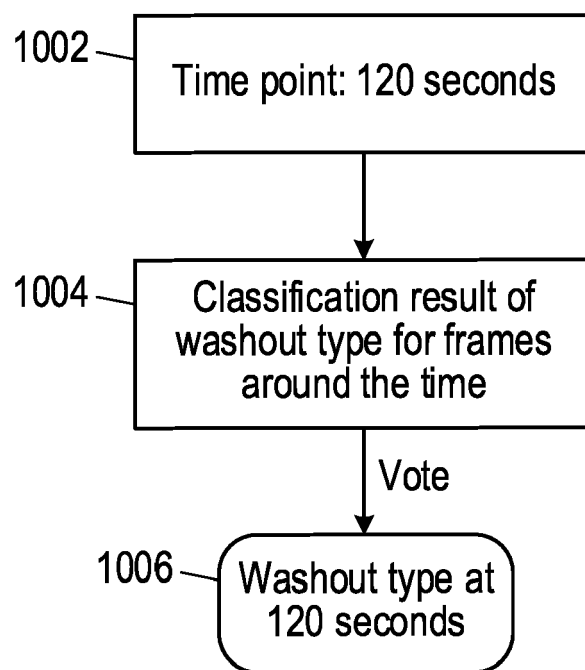 1002
Time point: 120 seconds
1004
Classification result of
washout type for frames
around the time
Vote
1006
Washout type at
120 seconds